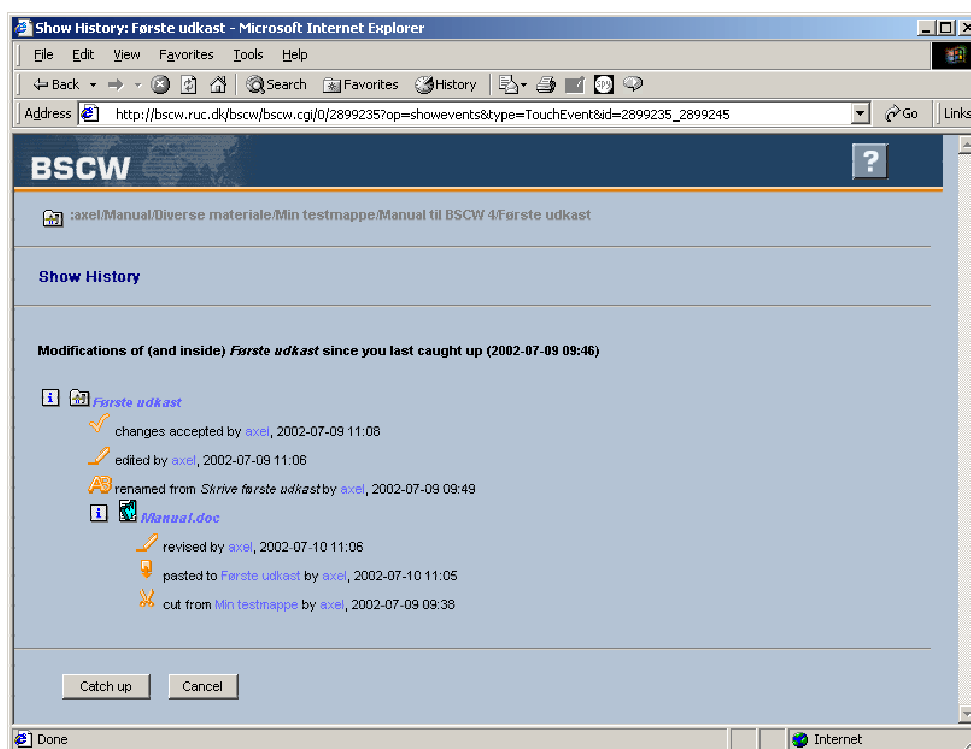 Show History: Første udkast - Microsoft Internet Explorer
File Edit View Favorites Tools Help
Back Search Favorites History
Address http://bscw.ruc.dk/bscw/bscw.cgi/0/2899235?op=showevents&type=TouchEvent&id=2899235_2899245 Go Links
BSCW ?
:axel/Manual/Diverse materiale/Min testmappe/Manual til BSCW 4/Første udkast
Show History
Modifications of (and inside) Første udkast since you last caught up (2002-07-09 09:46)
i Første udkast
changes accepted by axel, 2002-07-09 11:08
edited by axel, 2002-07-09 11:06
AB renamed from Skrive første udkast by axel, 2002-07-09 09:49
i Manual.doc
revised by axel, 2002-07-10 11:06
pasted to Første udkast by axel, 2002-07-10 11:05
cut from Min testmappe by axel, 2002-07-09 09:38
Catch up Cancel
Done Internet